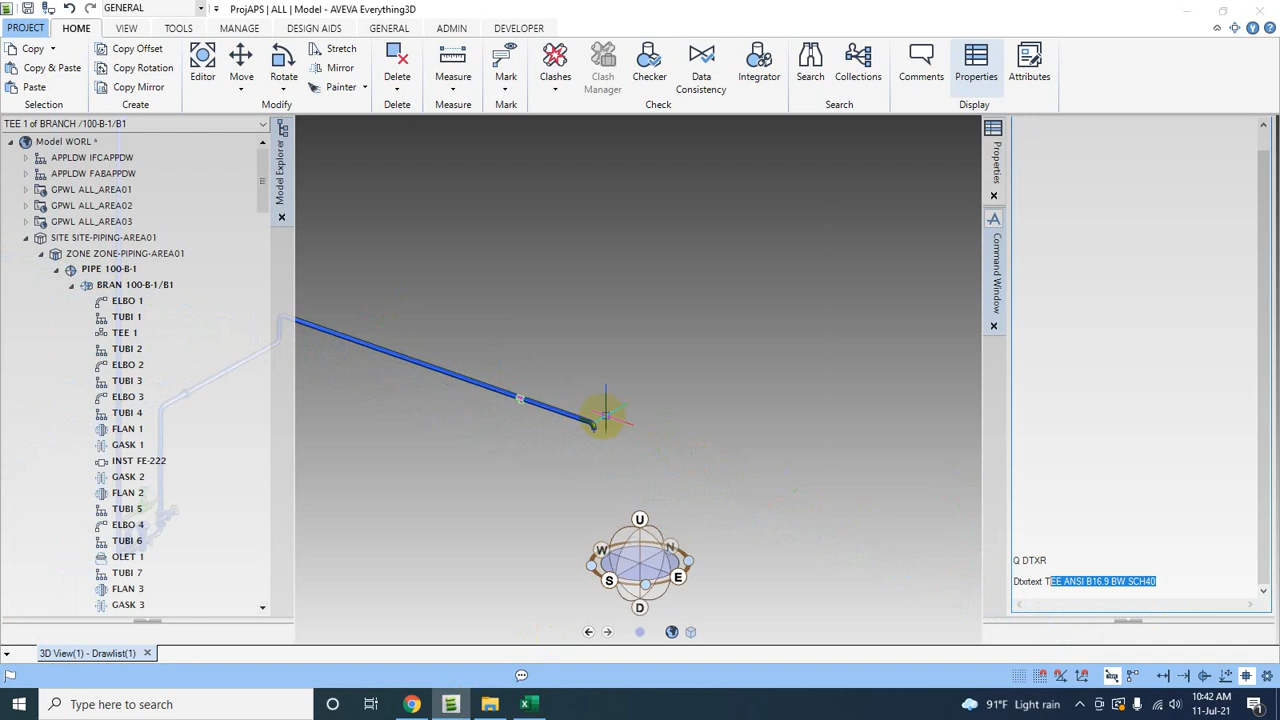 GENERAL
ProjAPS | ALL | Model - AVEVA Everything3D
PROJECT HOME VIEW TOOLS MANAGE DESIGN AIDS GENERAL ADMIN DEVELOPER
Copy Copy Offset Stretch
Copy & Paste Copy Rotation Mirror
Paste Copy Mirror Painter
Editor Move Rotate Delete Measure Mark Clashes Clash Manager Checker Data Consistency Integrator Search Collections Comments Properties Attributes
Selection Create Modify Delete Measure Mark Check Search Display
TEE 1 of BRANCH /100-B-1/B1
Model WORL *
APPLDW IFCAPPDW
APPLDW FABAPPDW
GPWL ALL_AREA01
GPWL ALL_AREA02
GPWL ALL_AREA03
SITE SITE-PIPING-AREA01
ZONE ZONE-PIPING-AREA01
PIPE 100-B-1
BRAN 100-B-1/B1
ELBO 1
TUBI 1
TEE 1
TUBI 2
ELBO 2
TUBI 3
ELBO 3
TUBI 4
FLAN 1
GASK 1
INST FE-222
GASK 2
FLAN 2
TUBI 5
ELBO 4
TUBI 6
OLET 1
TUBI 7
FLAN 3
GASK 3
Model Explorer
Properties
Command Window
U
W N
S E
D
Q DTXR
Dtxrtext TEE ANSI B16.9 BW SCH40
3D View(1) - Drawlist(1)
Type here to search
91°F Light rain
10:42 AM
11-Jul-21